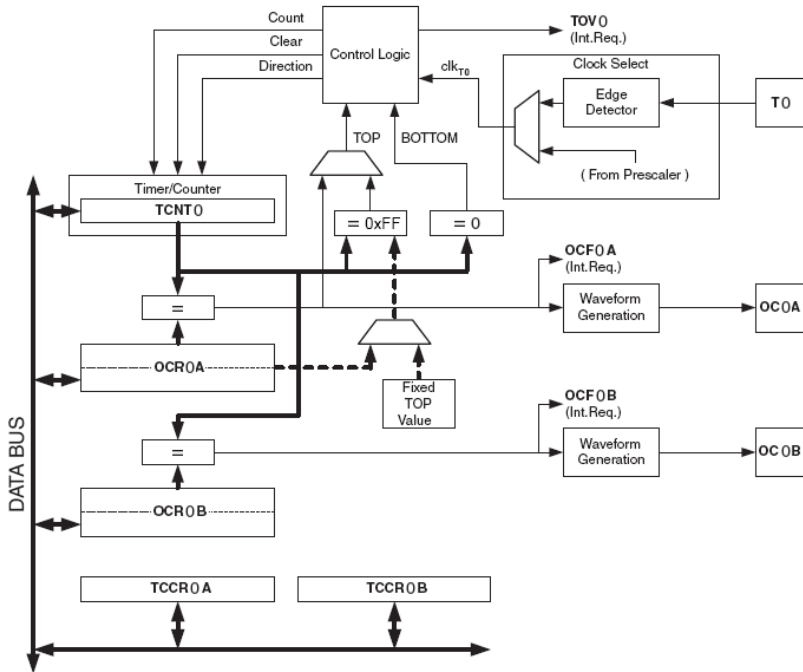 Count
Clear
Direction
Control Logic
TOV0
(Int.Req.)
Clock Select
clkT0
Edge
Detector
T0
( From Prescaler )
TOP
BOTTOM
Timer/Counter
TCNT0
= 0xFF
= 0
OCF0A
(Int.Req.)
=
Waveform
Generation
OC0A
OCR0A
Fixed
TOP
Value
OCF0B
(Int.Req.)
=
Waveform
Generation
OC0B
OCR0B
DATA BUS
TCCR0A
TCCR0B